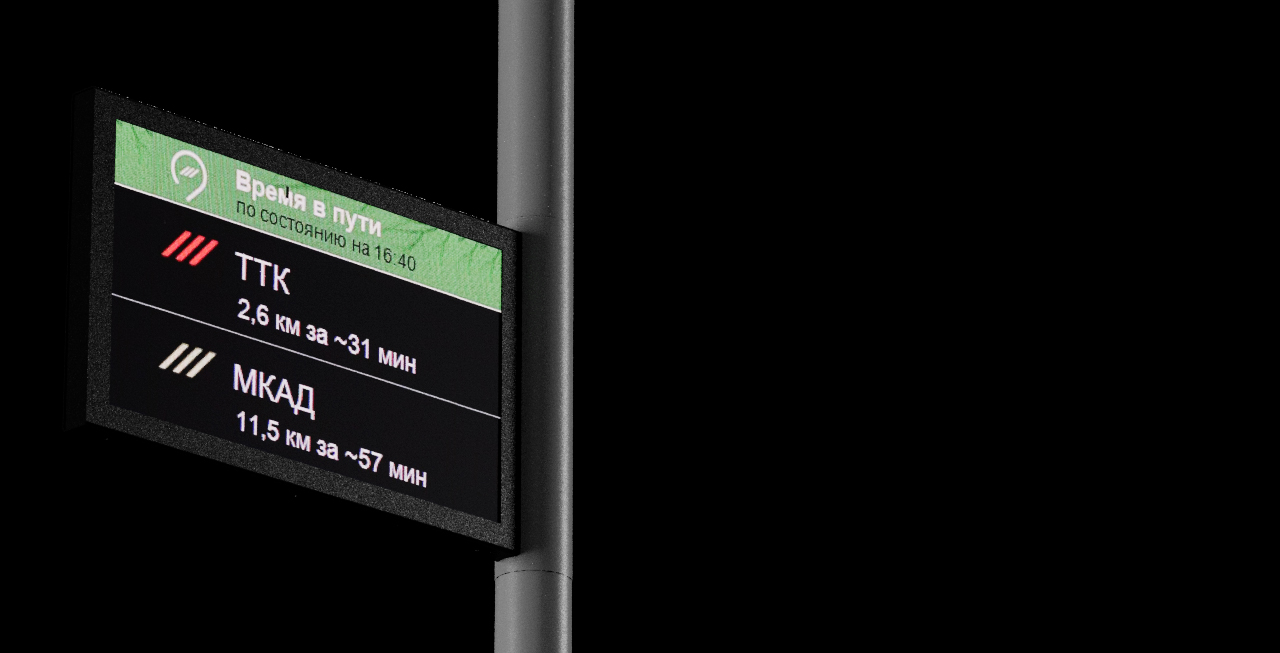 Время в пути
по состоянию на 16:40
ТТК
2,6 км за ~31 мин
МКАД
11,5 км за ~57 мин